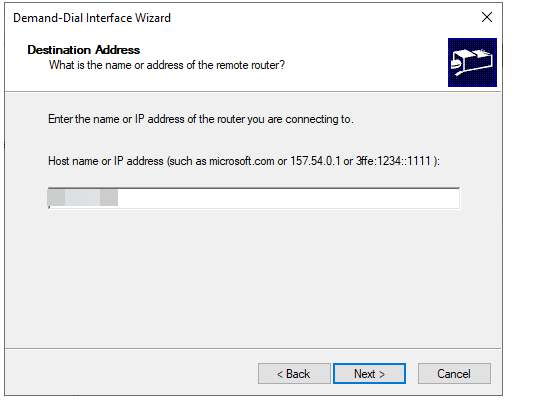 Demand-Dial Interface Wizard
Destination Address
What is the name or address of the remote router?
Enter the name or IP address of the router you are connecting to.
Host name or IP address (such as microsoft.com or 157.54.0.1 or 3ffe:1234::1111 ):
< Back
Next >
Cancel